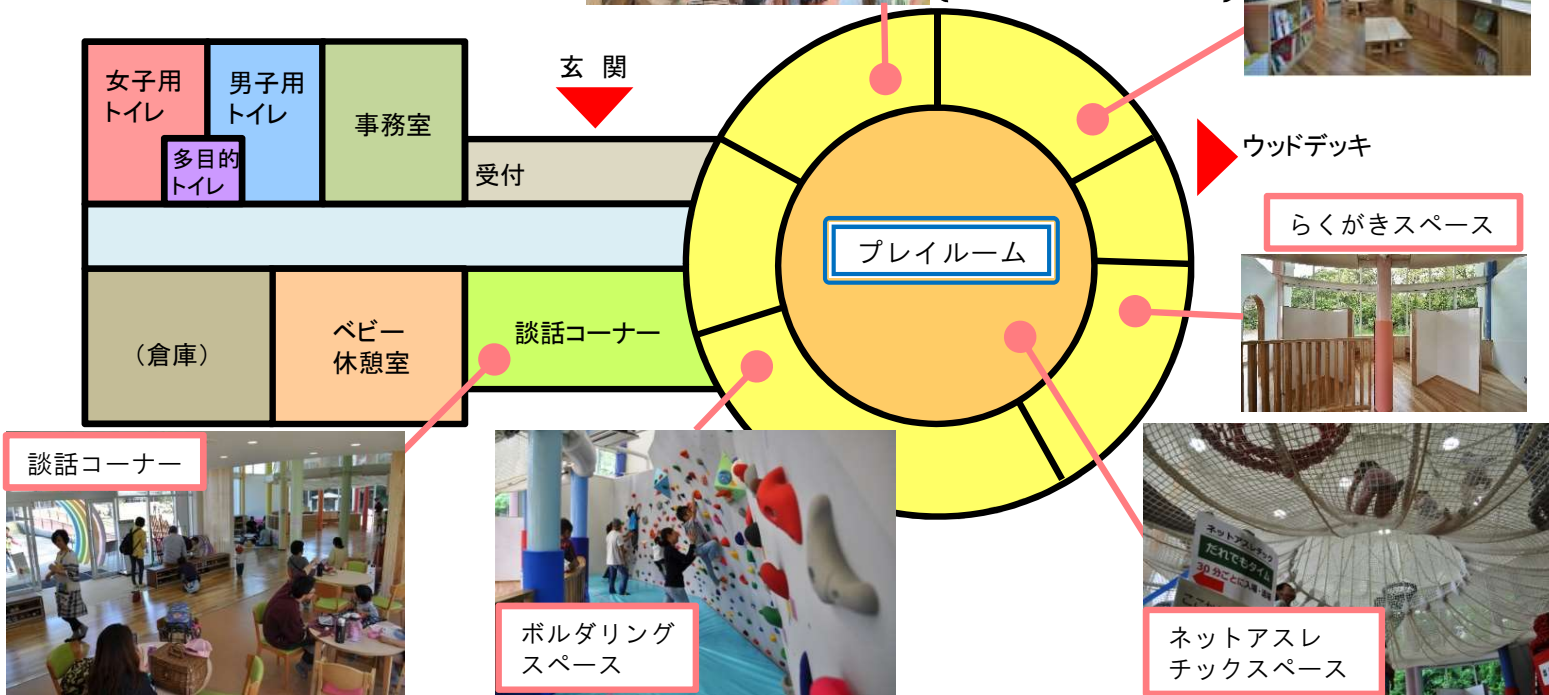 女子用
トイレ
男子用
トイレ
多目的
トイレ
事務室
玄 関
受付
ウッドデッキ
らくがきスペース
プレイルーム
(倉庫)
ベビー
休憩室
談話コーナー
談話コーナー
ボルダリング
スペース
ネットアスレチック
だれでもタイム
30分ごとに入場・
ネットアスレ
チックスペース